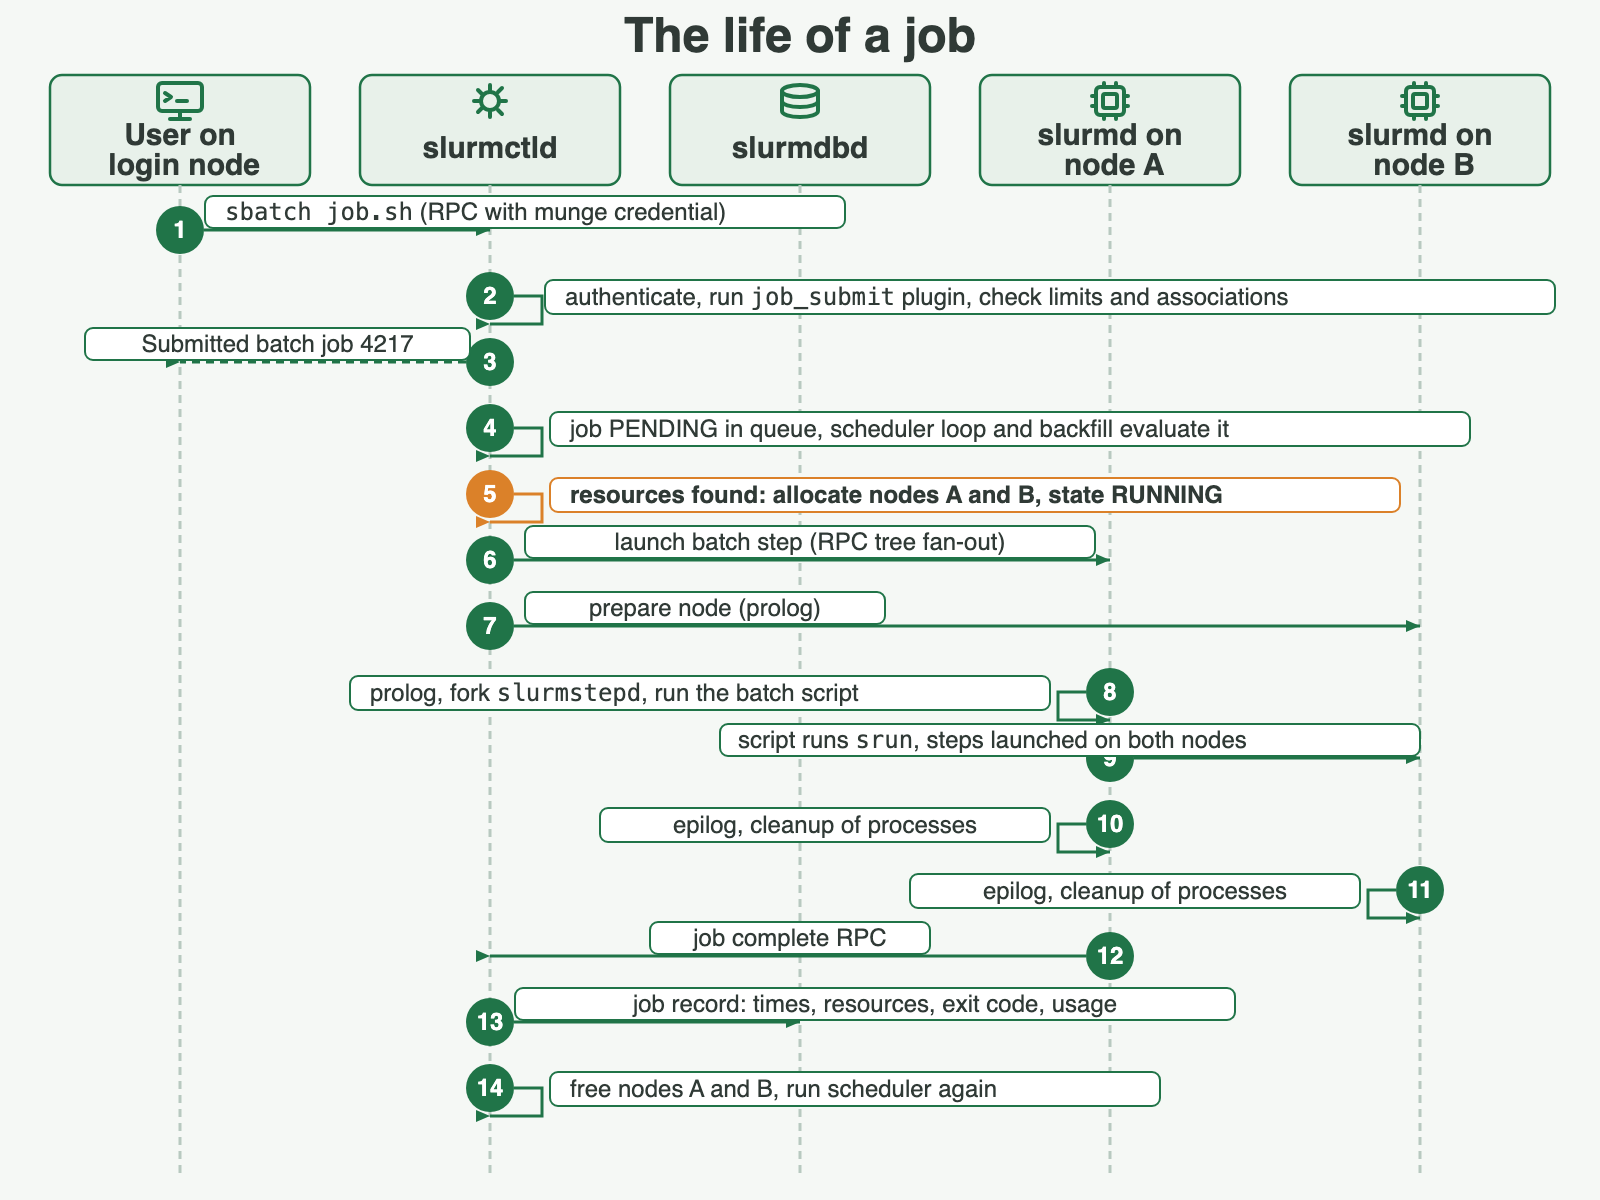 The life of a job
User on
login node
slurmctld
slurmdbd
slurmd on
node A
slurmd on
node B
1
sbatch job.sh (RPC with munge credential)
2
authenticate, run job_submit plugin, check limits and associations
Submitted batch job 4217
3
4
job PENDING in queue, scheduler loop and backfill evaluate it
5
resources found: allocate nodes A and B, state RUNNING
launch batch step (RPC tree fan-out)
6
prepare node (prolog)
7
prolog, fork slurmstepd, run the batch script
8
script runs srun, steps launched on both nodes
9
epilog, cleanup of processes
10
epilog, cleanup of processes
11
job complete RPC
12
job record: times, resources, exit code, usage
13
14
free nodes A and B, run scheduler again